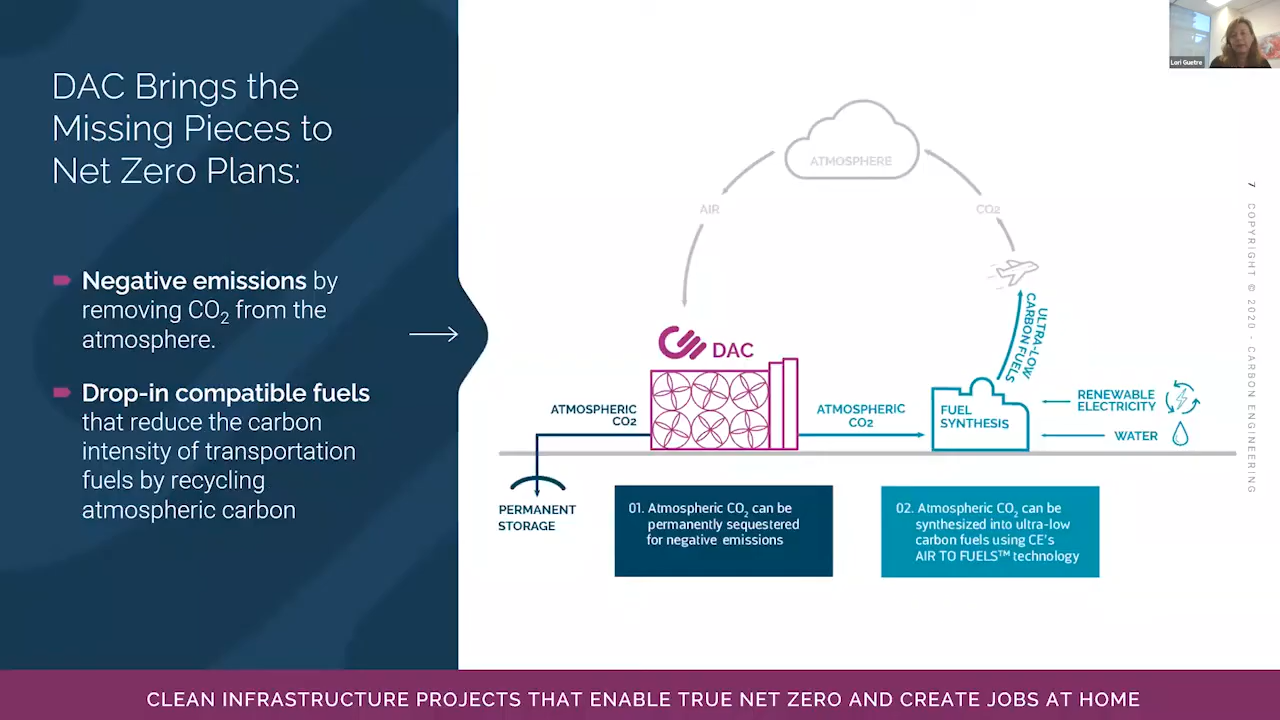 DAC Brings the
Missing Pieces to
Net Zero Plans:
Negative emissions by
removing CO₂ from the
atmosphere.
Drop-in compatible fuels
that reduce the carbon
intensity of transportation
fuels by recycling
atmospheric carbon
Lori Guetre
ATMOSPHERE
AIR
CO2
ULTRA-LOW
CARBON FUELS
DAC
ATMOSPHERIC
CO2
ATMOSPHERIC
CO2
FUEL
SYNTHESIS
RENEWABLE
ELECTRICITY
WATER
PERMANENT
STORAGE
01. Atmospheric CO₂ can be
permanently sequestered
for negative emissions
02. Atmospheric CO₂ can be
synthesized into ultra-low
carbon fuels using CE's
AIR TO FUELS™ technology
7 COPYRIGHT © 2020 - CARBON ENGINEERING
CLEAN INFRASTRUCTURE PROJECTS THAT ENABLE TRUE NET ZERO AND CREATE JOBS AT HOME